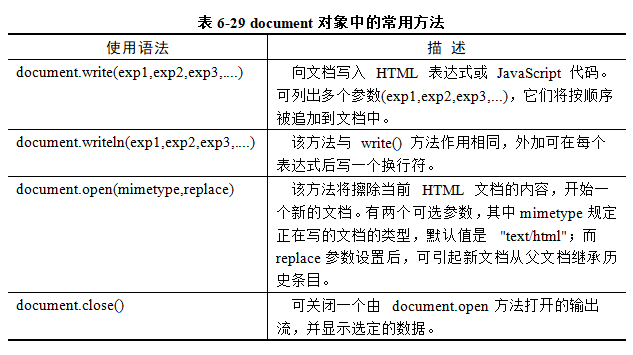 表 6-29 document 对象中的常用方法
使用语法
描 述
document.write(exp1,exp2,exp3,....)
向文档写入 HTML 表达式或 JavaScript 代码。
可列出多个参数(exp1,exp2,exp3,...)，它们将按顺序
被追加到文档中。
document.writeln(exp1,exp2,exp3,....)
该方法与 write() 方法作用相同，外加可在每个
表达式后写一个换行符。
document.open(mimetype,replace)
该方法将擦除当前 HTML 文档的内容，开始一
个新的文档。有两个可选参数，其中 mimetype 规定
正在写的文档的类型，默认值是 "text/html"；而
replace 参数设置后，可引起新文档从父文档继承历
史条目。
document.close()
可关闭一个由 document.open 方法打开的输出
流，并显示选定的数据。